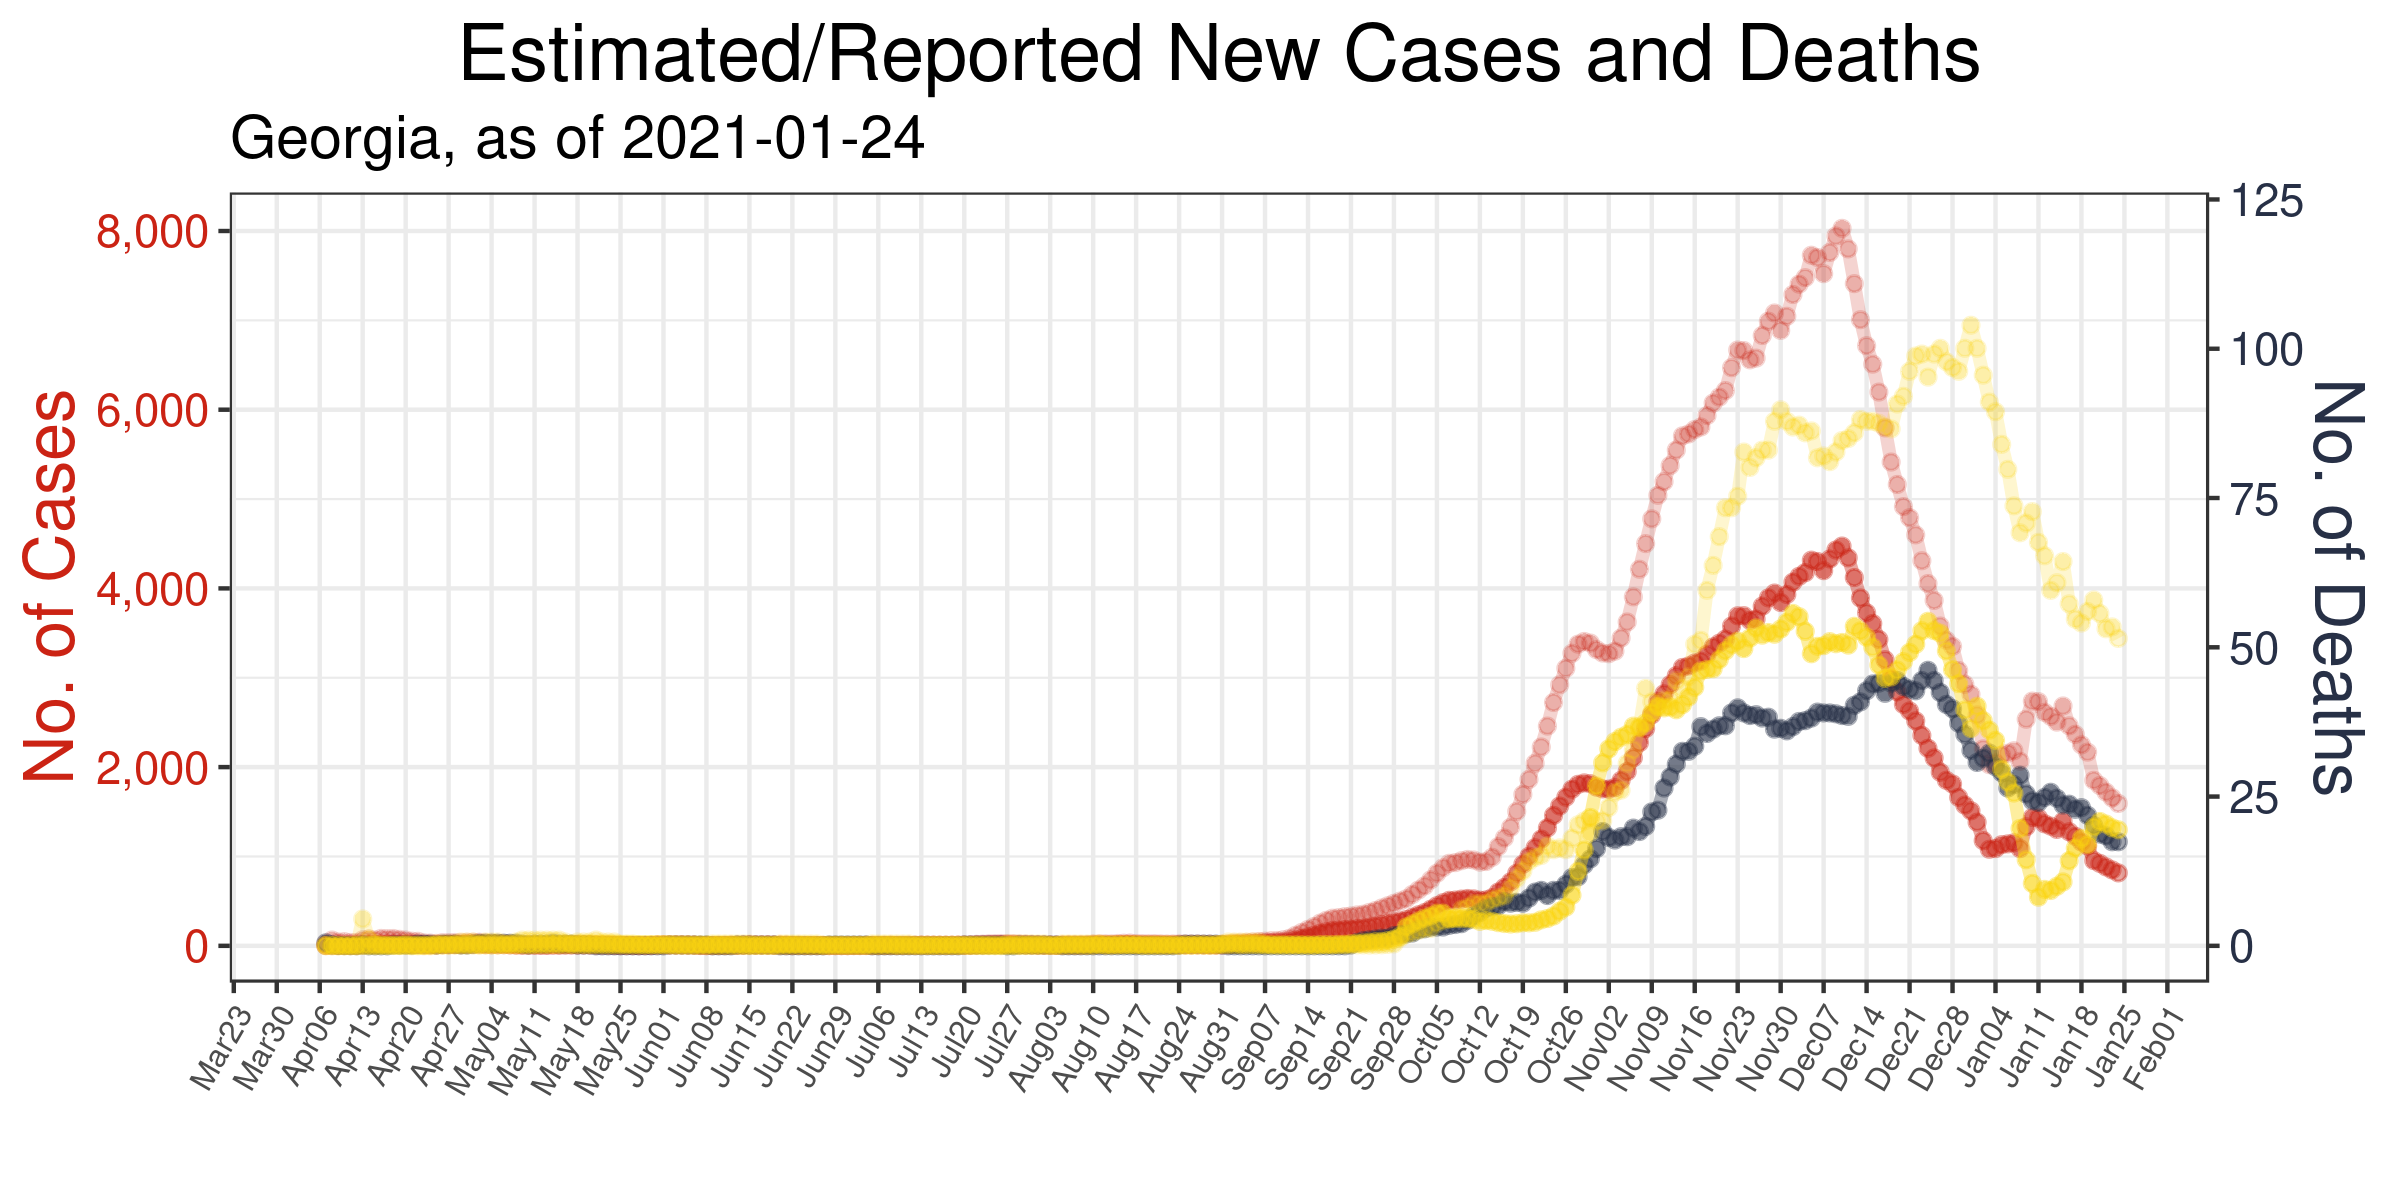 Estimated/Reported New Cases and Deaths
Georgia, as of 2021-01-24
No. of Cases
8,000
6,000
4,000
2,000
0
125
100
75
50
25
0
No. of Deaths
Mar23
Mar30
Apr06
Apr13
Apr20
Apr27
May04
May11
May18
May25
Jun01
Jun08
Jun15
Jun22
Jun29
Jul06
Jul13
Jul20
Jul27
Aug03
Aug10
Aug17
Aug24
Aug31
Sep07
Sep14
Sep21
Sep28
Oct05
Oct12
Oct19
Oct26
Nov02
Nov09
Nov16
Nov23
Nov30
Dec07
Dec14
Dec21
Dec28
Jan04
Jan11
Jan18
Jan25
Feb01